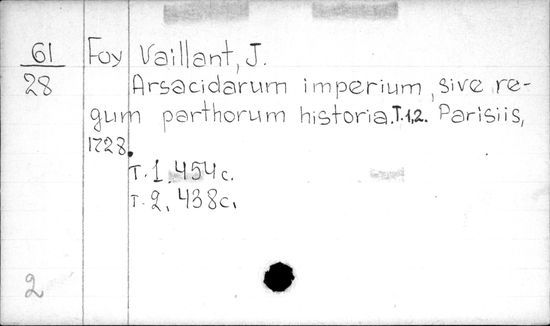 61 Foy Vaillant, J.
28 Arsacidarum imperium, sive re-
gum parthorum historia. T.1,2. Parisiis,
1728.
T.1. 454 c.
T.2. 438 c.
2